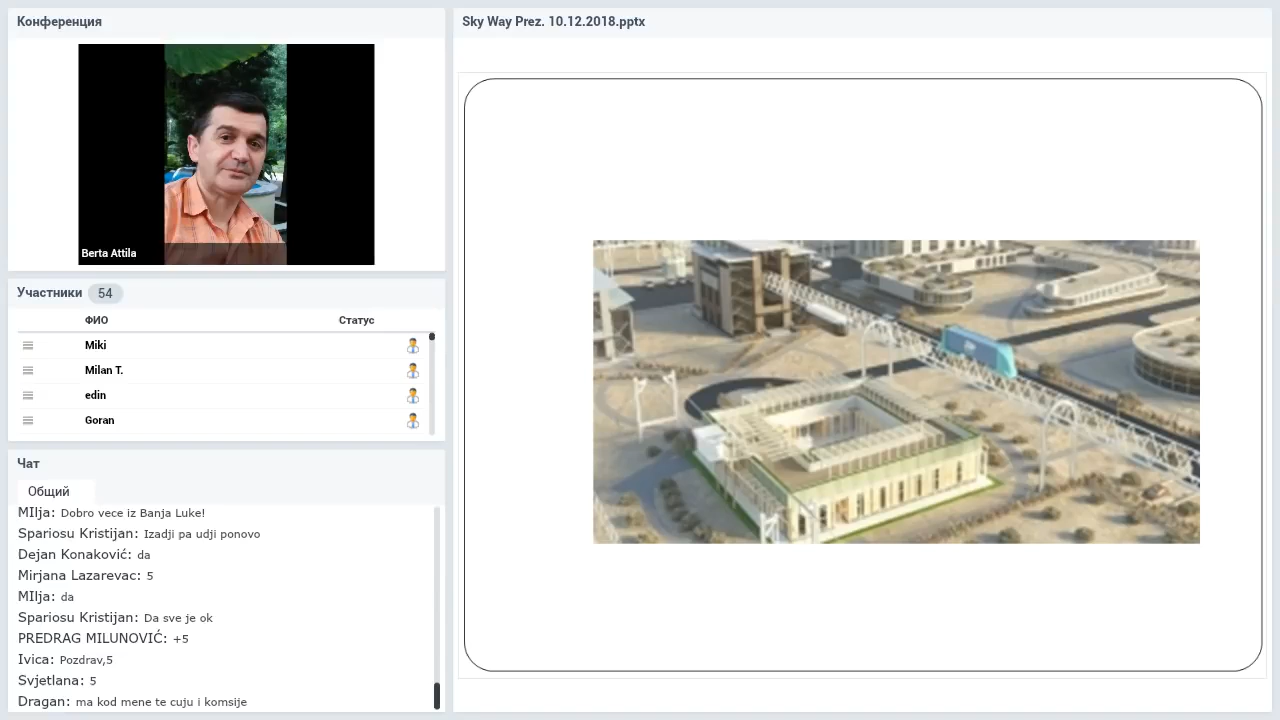 Конференция
Berta Attila
Участники 54
ФИО Статус
Miki
Milan T.
edin
Goran
Чат
Общий
MIlja: Dobro vece iz Banja Luke!
Spariosu Kristijan: Izadji pa udji ponovo
Dejan Konaković: da
Mirjana Lazarevac: 5
MIlja: da
Spariosu Kristijan: Da sve je ok
PREDRAG MILUNOVIĆ: +5
Ivica: Pozdrav,5
Svjetlana: 5
Dragan: ma kod mene te cuju i komsije
Sky Way Prez. 10.12.2018.pptx